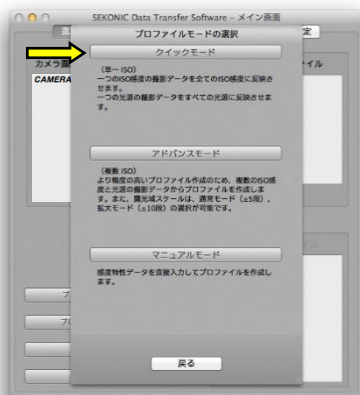 SEKONIC Data Transfer Software – メイン画面
プロファイルモードの選択
クイックモード
（単一 ISO）
一つのISO感度の撮影データを全てのISO感度に反映さ
せます。
一つの光源の撮影データをすべての光源に反映させま
す。
アドバンスモード
（複数 ISO）
より精度の高いプロファイル作成のため、複数のISO感
度と光源の撮影データからプロファイルを作成しま
す。また、露光域スケールは、通常モード（±5段）、
拡大モード（±10段）の選択が可能です。
マニュアルモード
感度特性データを直接入力してプロファイルを作成し
ます。
戻る
定
カメラ
イル
CAMERA
プ
プロ